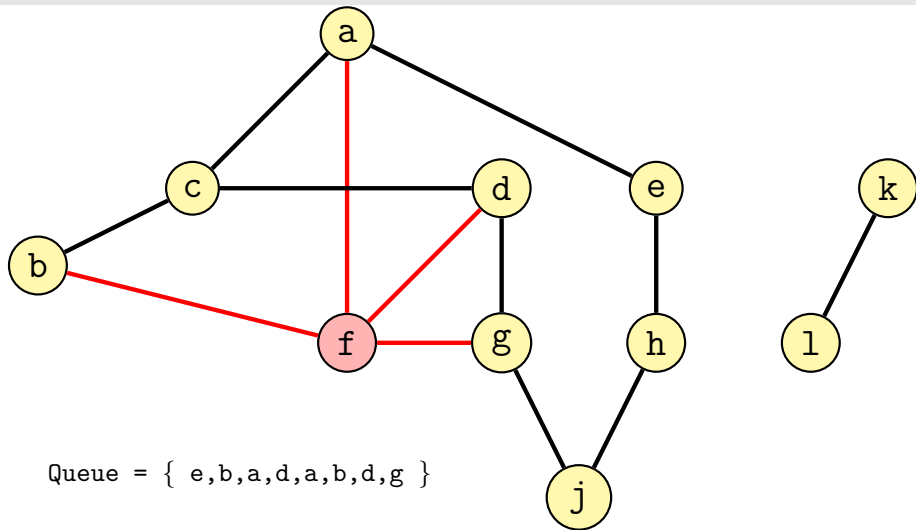 a
c
d
e
k
b
f
g
h
l
Queue = { e,b,a,d,a,b,d,g }
j